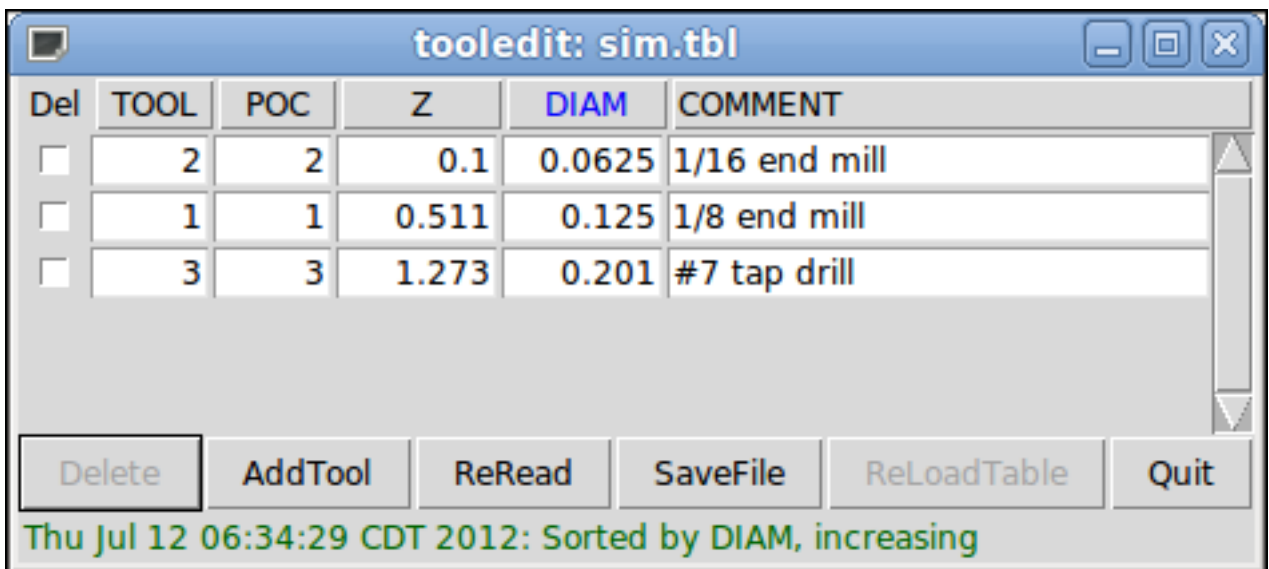 tooledit: sim.tbl
Del TOOL POC Z DIAM COMMENT
2 2 0.1 0.0625 1/16 end mill
1 1 0.511 0.125 1/8 end mill
3 3 1.273 0.201 #7 tap drill
Delete AddTool ReRead SaveFile ReLoadTable Quit
Thu Jul 12 06:34:29 CDT 2012: Sorted by DIAM, increasing